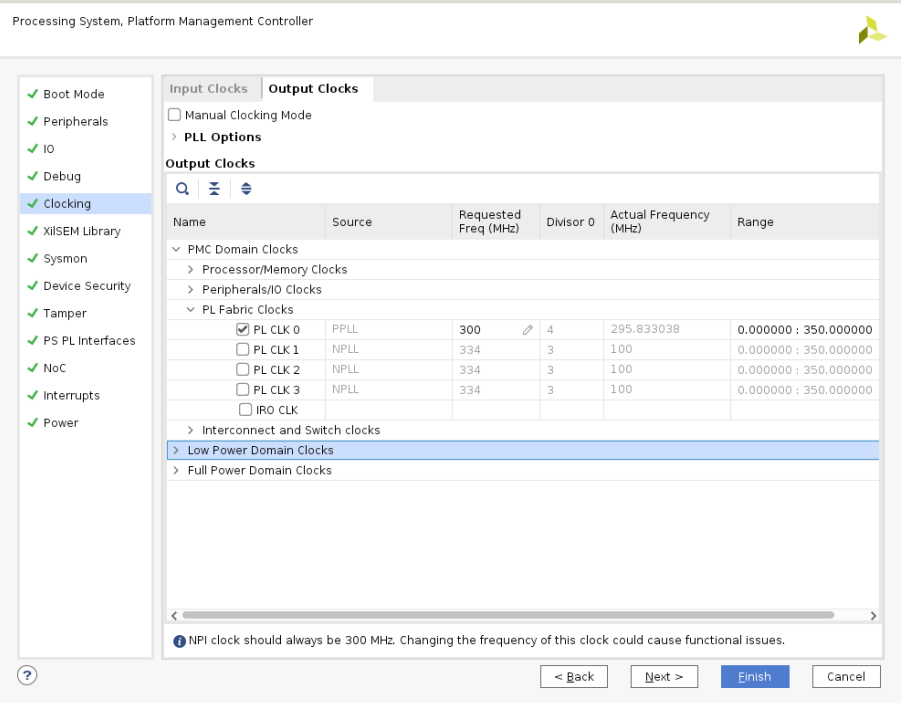 Processing System, Platform Management Controller
Boot Mode
Peripherals
IO
Debug
Clocking
XilSEM Library
Sysmon
Device Security
Tamper
PS PL Interfaces
NoC
Interrupts
Power
Input Clocks Output Clocks
Manual Clocking Mode
PLL Options
Output Clocks
Name Source Requested Freq (MHz) Divisor 0 Actual Frequency (MHz) Range
PMC Domain Clocks
Processor/Memory Clocks
Peripherals/IO Clocks
PL Fabric Clocks
PL CLK 0 PPLL 300 4 295.833038 0.000000 : 350.000000
PL CLK 1 NPLL 334 3 100 0.000000 : 350.000000
PL CLK 2 NPLL 334 3 100 0.000000 : 350.000000
PL CLK 3 NPLL 334 3 100 0.000000 : 350.000000
IRO CLK
Interconnect and Switch clocks
Low Power Domain Clocks
Full Power Domain Clocks
NPI clock should always be 300 MHz. Changing the frequency of this clock could cause functional issues.
? < Back Next > Finish Cancel